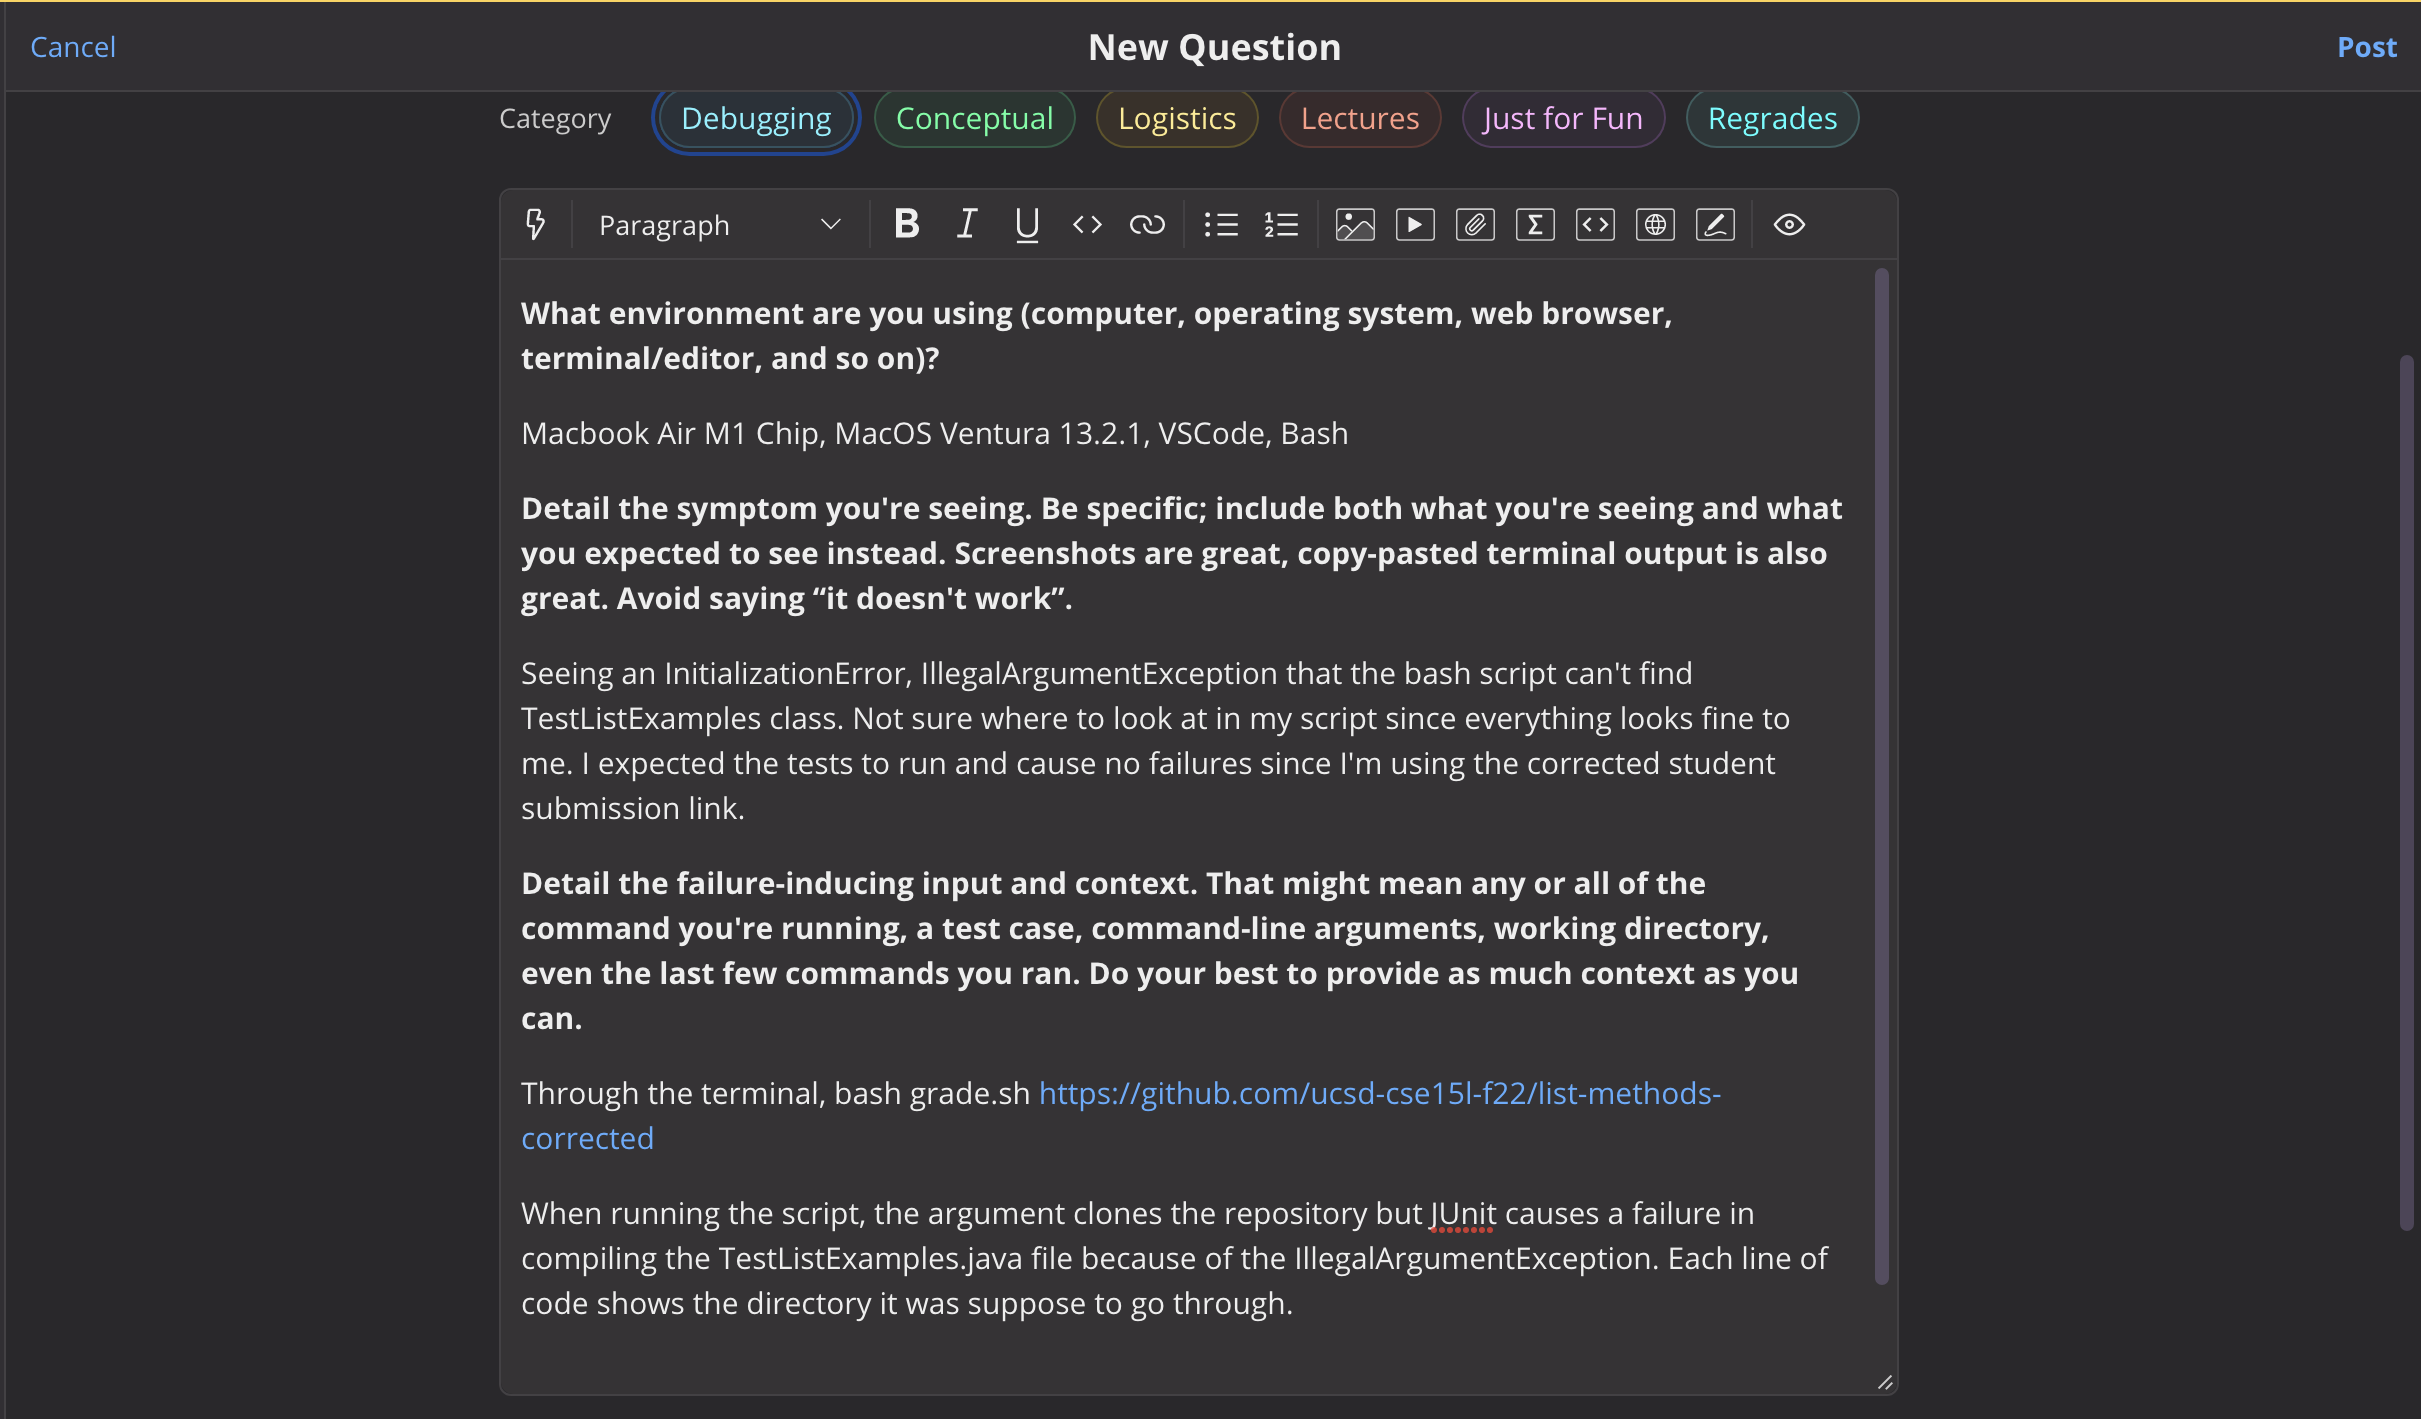 Cancel
New Question
Post
Category
Debugging
Conceptual
Logistics
Lectures
Just for Fun
Regrades
Paragraph
What environment are you using (computer, operating system, web browser,
terminal/editor, and so on)?
Macbook Air M1 Chip, MacOS Ventura 13.2.1, VSCode, Bash
Detail the symptom you're seeing. Be specific; include both what you're seeing and what
you expected to see instead. Screenshots are great, copy-pasted terminal output is also
great. Avoid saying “it doesn't work”.
Seeing an InitializationError, IllegalArgumentException that the bash script can't find
TestListExamples class. Not sure where to look at in my script since everything looks fine to
me. I expected the tests to run and cause no failures since I'm using the corrected student
submission link.
Detail the failure-inducing input and context. That might mean any or all of the
command you're running, a test case, command-line arguments, working directory,
even the last few commands you ran. Do your best to provide as much context as you
can.
Through the terminal, bash grade.sh https://github.com/ucsd-cse15l-f22/list-methods-
corrected
When running the script, the argument clones the repository but JUnit causes a failure in
compiling the TestListExamples.java file because of the IllegalArgumentException. Each line of
code shows the directory it was suppose to go through.